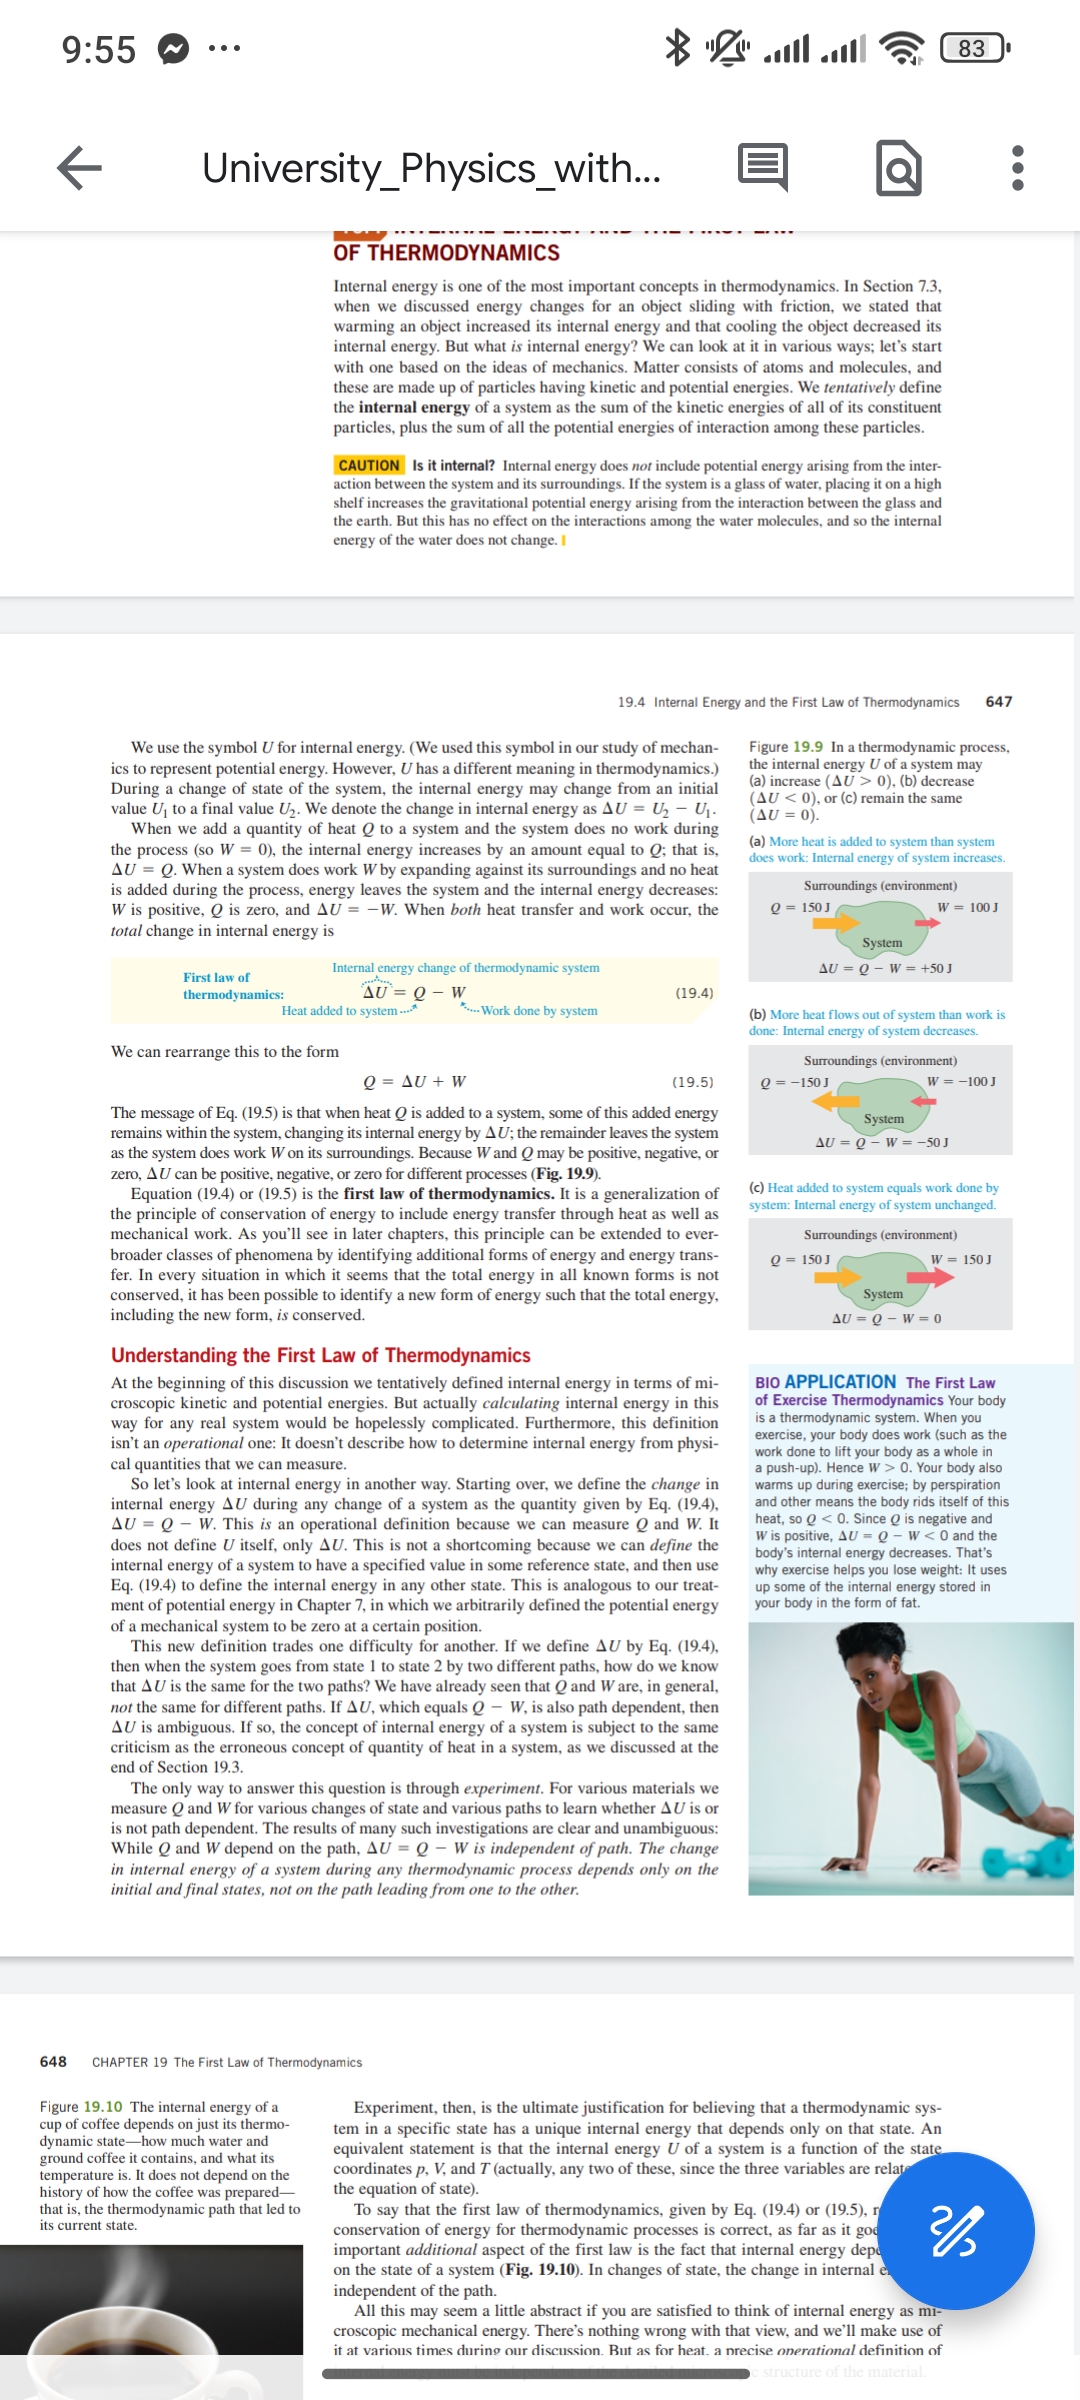 9:55
83
University_Physics_with...
OF THERMODYNAMICS
Internal energy is one of the most important concepts in thermodynamics. In Section 7.3,
when we discussed energy changes for an object sliding with friction, we stated that
warming an object increased its internal energy and that cooling the object decreased its
internal energy. But what is internal energy? We can look at it in various ways; let's start
with one based on the ideas of mechanics. Matter consists of atoms and molecules, and
these are made up of particles having kinetic and potential energies. We tentatively define
the internal energy of a system as the sum of the kinetic energies of all of its constituent
particles, plus the sum of all the potential energies of interaction among these particles.
CAUTION Is it internal? Internal energy does not include potential energy arising from the inter-
action between the system and its surroundings. If the system is a glass of water, placing it on a high
shelf increases the gravitational potential energy arising from the interaction between the glass and
the earth. But this has no effect on the interactions among the water molecules, and so the internal
energy of the water does not change.
19.4 Internal Energy and the First Law of Thermodynamics 647
We use the symbol U for internal energy. (We used this symbol in our study of mechan-
ics to represent potential energy. However, U has a different meaning in thermodynamics.)
During a change of state of the system, the internal energy may change from an initial
value U₁ to a final value U₂. We denote the change in internal energy as ΔU = U₂ − U₁.
When we add a quantity of heat Q to a system and the system does no work during
the process (so W = 0), the internal energy increases by an amount equal to Q; that is,
ΔU = Q. When a system does work W by expanding against its surroundings and no heat
is added during the process, energy leaves the system and the internal energy decreases:
W is positive, Q is zero, and ΔU = −W. When both heat transfer and work occur, the
total change in internal energy is
First law of
thermodynamics:
Internal energy change of thermodynamic system
ΔU = Q − W
(19.4)
Heat added to system
Work done by system
We can rearrange this to the form
Q = ΔU + W
(19.5)
The message of Eq. (19.5) is that when heat Q is added to a system, some of this added energy
remains within the system, changing its internal energy by ΔU; the remainder leaves the system
as the system does work W on its surroundings. Because W and Q may be positive, negative, or
zero, ΔU can be positive, negative, or zero for different processes (Fig. 19.9).
Equation (19.4) or (19.5) is the first law of thermodynamics. It is a generalization of
the principle of conservation of energy to include energy transfer through heat as well as
mechanical work. As you'll see in later chapters, this principle can be extended to ever-
broader classes of phenomena by identifying additional forms of energy and energy trans-
fer. In every situation in which it seems that the total energy in all known forms is not
conserved, it has been possible to identify a new form of energy such that the total energy,
including the new form, is conserved.
Understanding the First Law of Thermodynamics
At the beginning of this discussion we tentatively defined internal energy in terms of mi-
croscopic kinetic and potential energies. But actually calculating internal energy in this
way for any real system would be hopelessly complicated. Furthermore, this definition
isn't an operational one: It doesn't describe how to determine internal energy from physi-
cal quantities that we can measure.
So let's look at internal energy in another way. Starting over, we define the change in
internal energy ΔU during any change of a system as the quantity given by Eq. (19.4),
ΔU = Q − W. This is an operational definition because we can measure Q and W. It
does not define U itself, only ΔU. This is not a shortcoming because we can define the
internal energy of a system to have a specified value in some reference state, and then use
Eq. (19.4) to define the internal energy in any other state. This is analogous to our treat-
ment of potential energy in Chapter 7, in which we arbitrarily defined the potential energy
of a mechanical system to be zero at a certain position.
This new definition trades one difficulty for another. If we define ΔU by Eq. (19.4),
then when the system goes from state 1 to state 2 by two different paths, how do we know
that ΔU is the same for the two paths? We have already seen that Q and W are, in general,
not the same for different paths. If ΔU, which equals Q − W, is also path dependent, then
ΔU is ambiguous. If so, the concept of internal energy of a system is subject to the same
criticism as the erroneous concept of quantity of heat in a system, as we discussed at the
end of Section 19.3.
The only way to answer this question is through experiment. For various materials we
measure Q and W for various changes of state and various paths to learn whether ΔU is or
is not path dependent. The results of many such investigations are clear and unambiguous:
While Q and W depend on the path, ΔU = Q − W is independent of path. The change
in internal energy of a system during any thermodynamic process depends only on the
initial and final states, not on the path leading from one to the other.
Figure 19.9 In a thermodynamic process,
the internal energy U of a system may
(a) increase (ΔU > 0), (b) decrease
(ΔU < 0), or (c) remain the same
(ΔU = 0).
(a) More heat is added to system than system
does work: Internal energy of system increases.
Surroundings (environment)
Q = 150 J
W = 100 J
System
ΔU = Q − W = +50 J
(b) More heat flows out of system than work is
done: Internal energy of system decreases.
Surroundings (environment)
Q = −150 J
W = −100 J
System
ΔU = Q − W = −50 J
(c) Heat added to system equals work done by
system: Internal energy of system unchanged.
Surroundings (environment)
Q = 150 J
W = 150 J
System
ΔU = Q − W = 0
BIO APPLICATION The First Law
of Exercise Thermodynamics Your body
is a thermodynamic system. When you
exercise, your body does work (such as the
work done to lift your body as a whole in
a push-up). Hence W > 0. Your body also
warms up during exercise; by perspiration
and other means the body rids itself of this
heat, so Q < 0. Since Q is negative and
W is positive, ΔU = Q − W < 0 and the
body's internal energy decreases. That's
why exercise helps you lose weight: It uses
up some of the internal energy stored in
your body in the form of fat.
648 CHAPTER 19 The First Law of Thermodynamics
Figure 19.10 The internal energy of a
cup of coffee depends on just its thermo-
dynamic state—how much water and
ground coffee it contains, and what its
temperature is. It does not depend on the
history of how the coffee was prepared—
that is, the thermodynamic path that led to
its current state.
Experiment, then, is the ultimate justification for believing that a thermodynamic sys-
tem in a specific state has a unique internal energy that depends only on that state. An
equivalent statement is that the internal energy U of a system is a function of the state
coordinates p, V, and T (actually, any two of these, since the three variables are relate
the equation of state).
To say that the first law of thermodynamics, given by Eq. (19.4) or (19.5), r
conservation of energy for thermodynamic processes is correct, as far as it goe
important additional aspect of the first law is the fact that internal energy depe
on the state of a system (Fig. 19.10). In changes of state, the change in internal e
independent of the path.
All this may seem a little abstract if you are satisfied to think of internal energy as mi-
croscopic mechanical energy. There's nothing wrong with that view, and we'll make use of
it at various times during our discussion. But as for heat, a precise operational definition of
structure of the material.